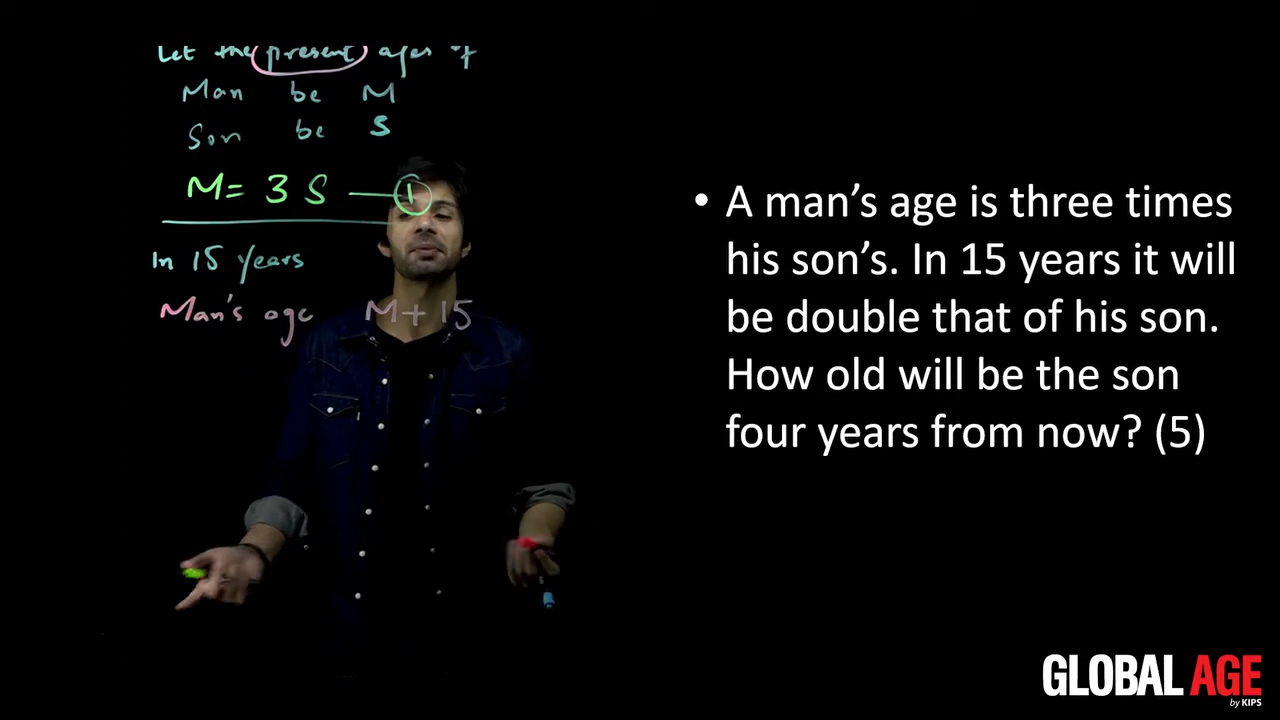 Let the present ages of
Man be M
Son be S
M = 3 S — 1
In 15 years
Man's age M + 15
• A man’s age is three times
his son’s. In 15 years it will
be double that of his son.
How old will be the son
four years from now? (5)
GLOBAL AGE
by KIPS